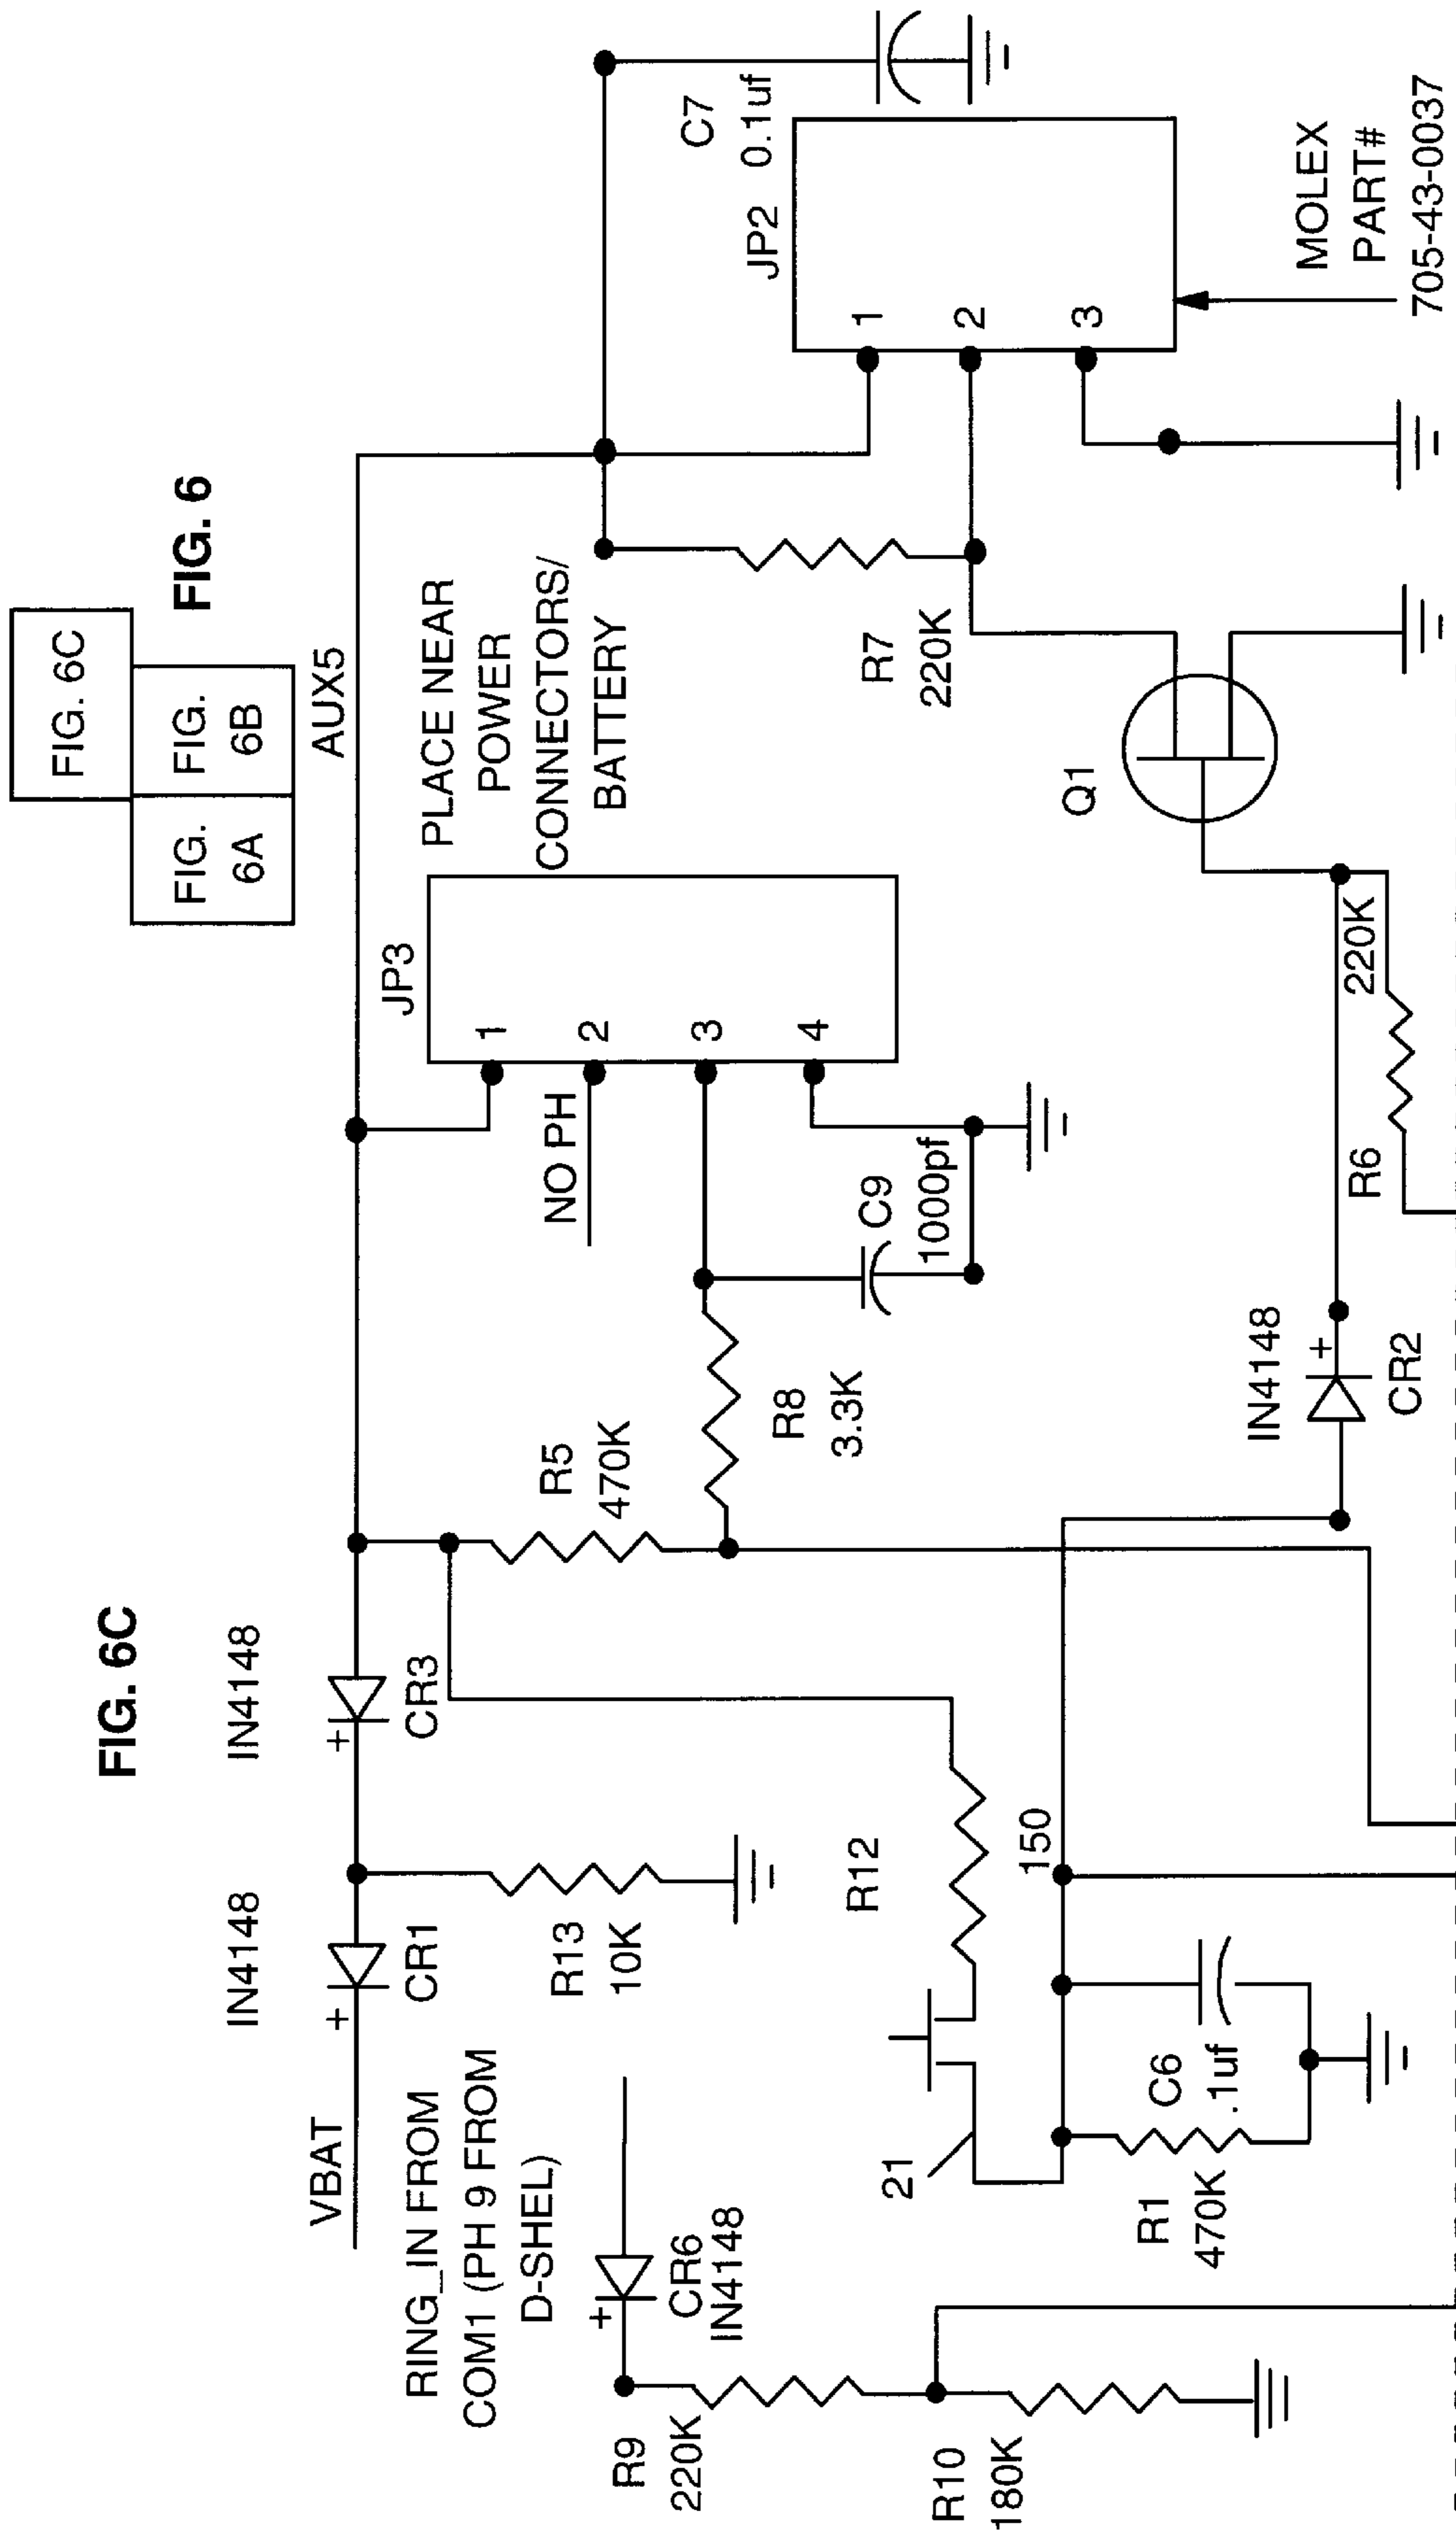 FIG. 6C
FIG. 6C
FIG.
6A
FIG.
6B
FIG. 6
VBAT
+
IN4148
CR1
+
IN4148
CR3
AUX5
R13
10K
R5
470K
RING_IN FROM
COM1 (PH 9 FROM
D-SHEL)
+
CR6
IN4148
R9
220K
R10
180K
NO PH
JP3
1
2
3
4
R8
3.3K
C9
1000pf
PLACE NEAR
POWER
CONNECTORS/
BATTERY
R7
220K
C7
0.1uf
JP2
1
2
3
MOLEX
PART#
705-43-0037
21
R12
150
R1
470K
C6
.1uf
IN4148
+
CR2
Q1
R6
220K